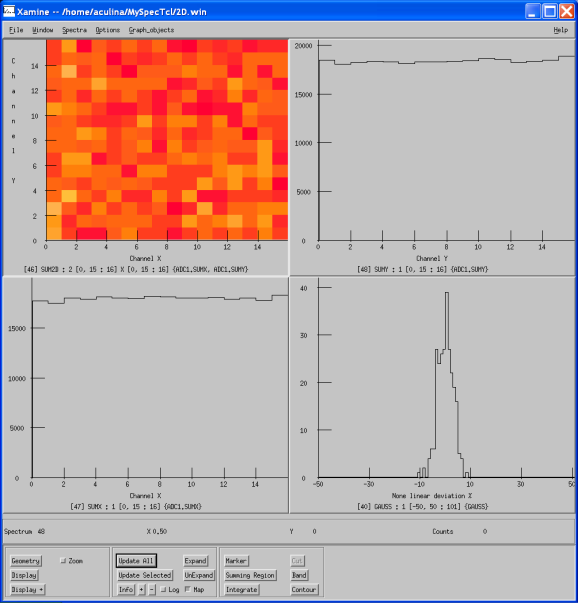 Xamine -- /home/aculina/MySpecTcl/2D.win
File Window Spectra Options Graph_objects Help
Channel Y
14
12
10
8
6
4
2
0
0 2 4 6 8 10 12 14
Channel X
[46] SUM2D : 2 [0, 15 : 16] X [0, 15 : 16] {ADC1,SUMX, ADC1,SUMY}
20000
15000
10000
5000
0
0 2 4 6 8 10 12 14
Channel Y
[48] SUMY : 1 [0, 15 : 16] {ADC1,SUMY}
15000
10000
5000
0
0 2 4 6 8 10 12 14
Channel X
[47] SUMX : 1 [0, 15 : 16] {ADC1,SUMX}
40
30
20
10
0
-50 -30 -10 10 30 50
None linear deviation %
[40] GAUSS : 1 [-50, 50 : 101] {GAUSS}
Spectrum 48 X 0.50 Y 0 Counts 0
Geometry Zoom Update All Expand Marker Cut
Display Update Selected UnExpand Summing Region Band
Display + Info + - Log Map Integrate Contour